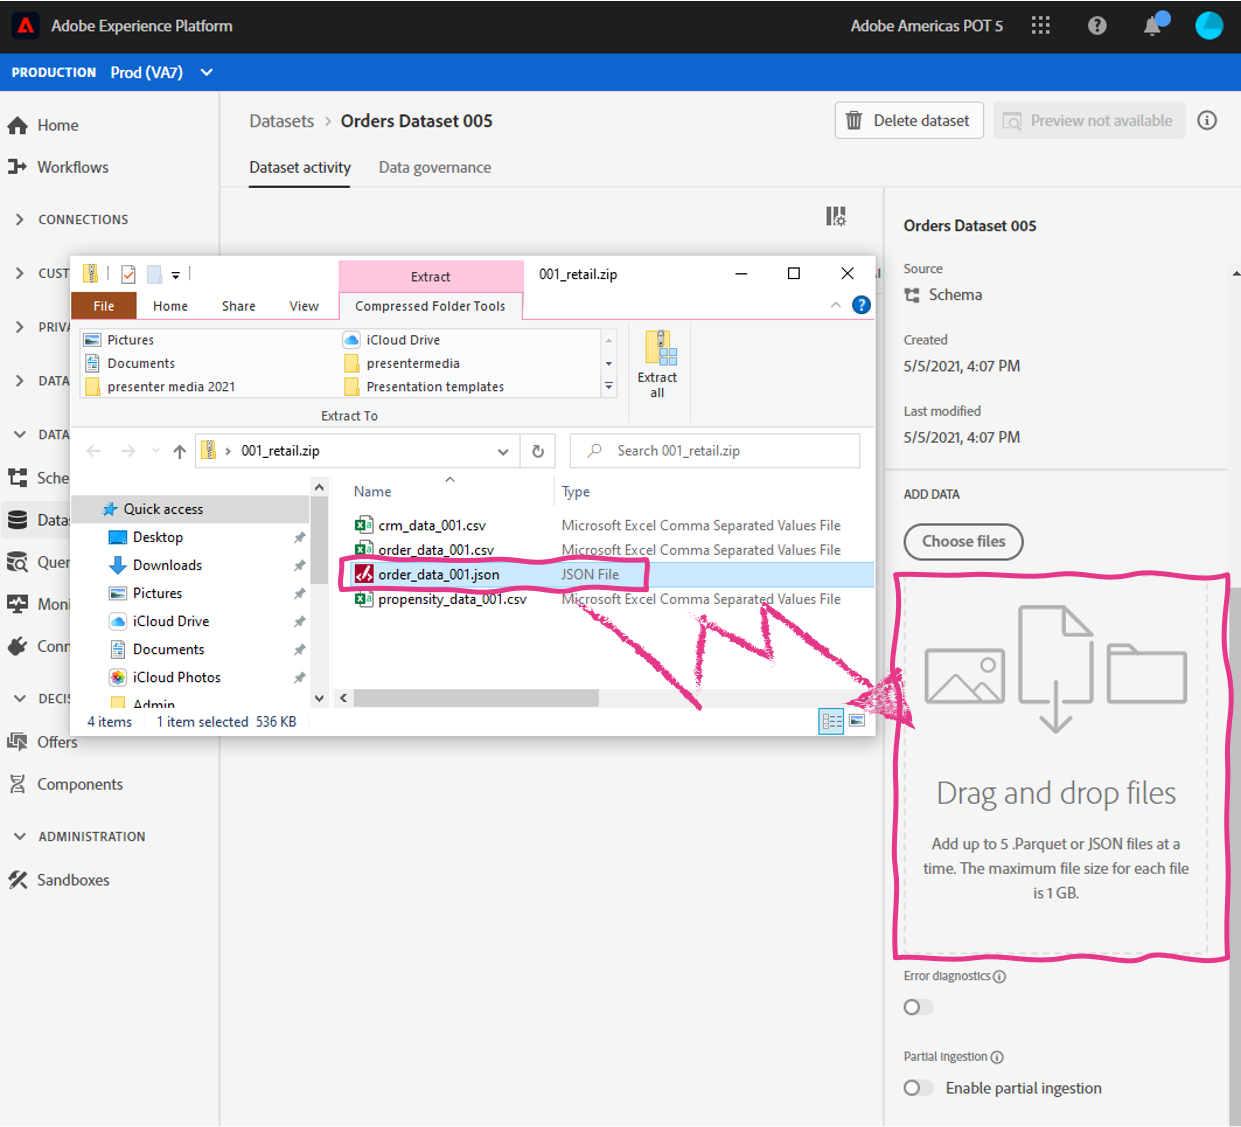 Adobe Experience Platform
Adobe Americas POT 5
PRODUCTION Prod (VA7)
Home
Workflows
CONNECTIONS
CUST
PRIVA
DATA
DATA
Sche
Datas
Quer
Moni
Conn
DECIS
Offers
Components
ADMINISTRATION
Sandboxes
Datasets > Orders Dataset 005
Delete dataset
Preview not available
Dataset activity
Data governance
Extract
001_retail.zip
File
Home
Share
View
Compressed Folder Tools
Pictures
iCloud Drive
Documents
presentermedia
presenter media 2021
Presentation templates
Extract
all
Extract To
001_retail.zip
Search 001_retail.zip
Name
Type
Quick access
Desktop
Downloads
Pictures
iCloud Drive
Documents
iCloud Photos
Admin
crm_data_001.csv Microsoft Excel Comma Separated Values File
order_data_001.csv Microsoft Excel Comma Separated Values File
order_data_001.json JSON File
propensity_data_001.csv Microsoft Excel Comma Separated Values File
4 items 1 item selected 536 KB
Orders Dataset 005
Source
Schema
Created
5/5/2021, 4:07 PM
Last modified
5/5/2021, 4:07 PM
ADD DATA
Choose files
Drag and drop files
Add up to 5 .Parquet or JSON files at a
time. The maximum file size for each file
is 1 GB.
Error diagnostics
Partial ingestion
Enable partial ingestion